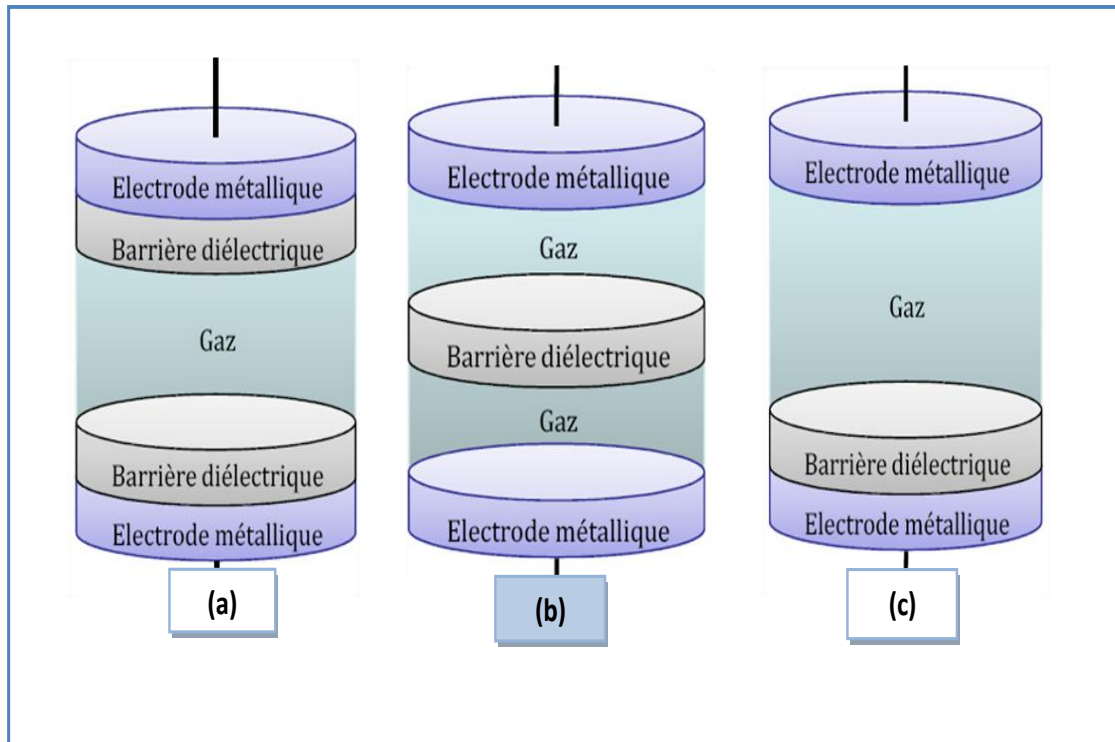 Electrode métallique
Barrière diélectrique
Gaz
Barrière diélectrique
Electrode métallique
(a)
Electrode métallique
Gaz
Barrière diélectrique
Gaz
Electrode métallique
(b)
Electrode métallique
Gaz
Barrière diélectrique
Electrode métallique
(c)